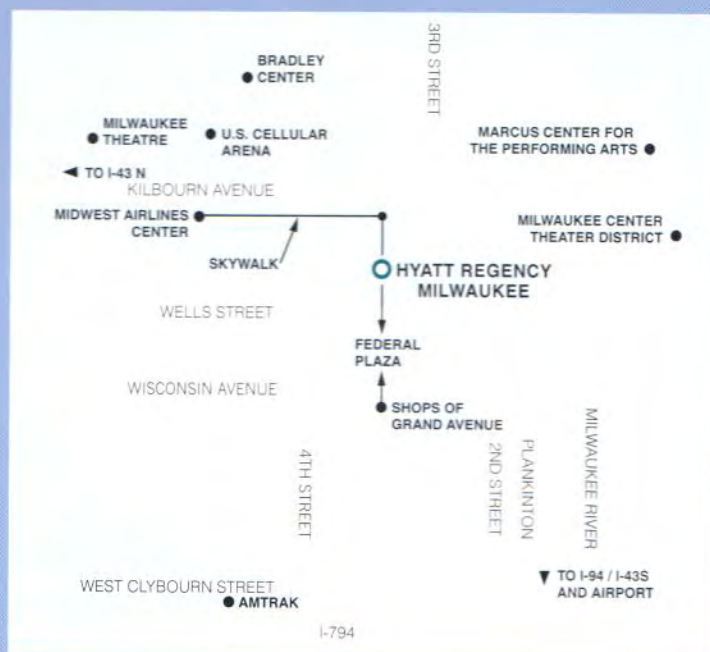 3RD STREET
BRADLEY
CENTER
MILWAUKEE
THEATRE
U.S. CELLULAR
ARENA
MARCUS CENTER FOR
THE PERFORMING ARTS
TO I-43 N
KILBOURN AVENUE
MIDWEST AIRLINES
CENTER
MILWAUKEE CENTER
THEATER DISTRICT
SKYWALK
HYATT REGENCY
MILWAUKEE
WELLS STREET
FEDERAL
PLAZA
WISCONSIN AVENUE
SHOPS OF
GRAND AVENUE
4TH STREET
2ND STREET
PLANKINTON
MILWAUKEE RIVER
WEST CLYBOURN STREET
AMTRAK
TO I-94 / I-43S
AND AIRPORT
I-794